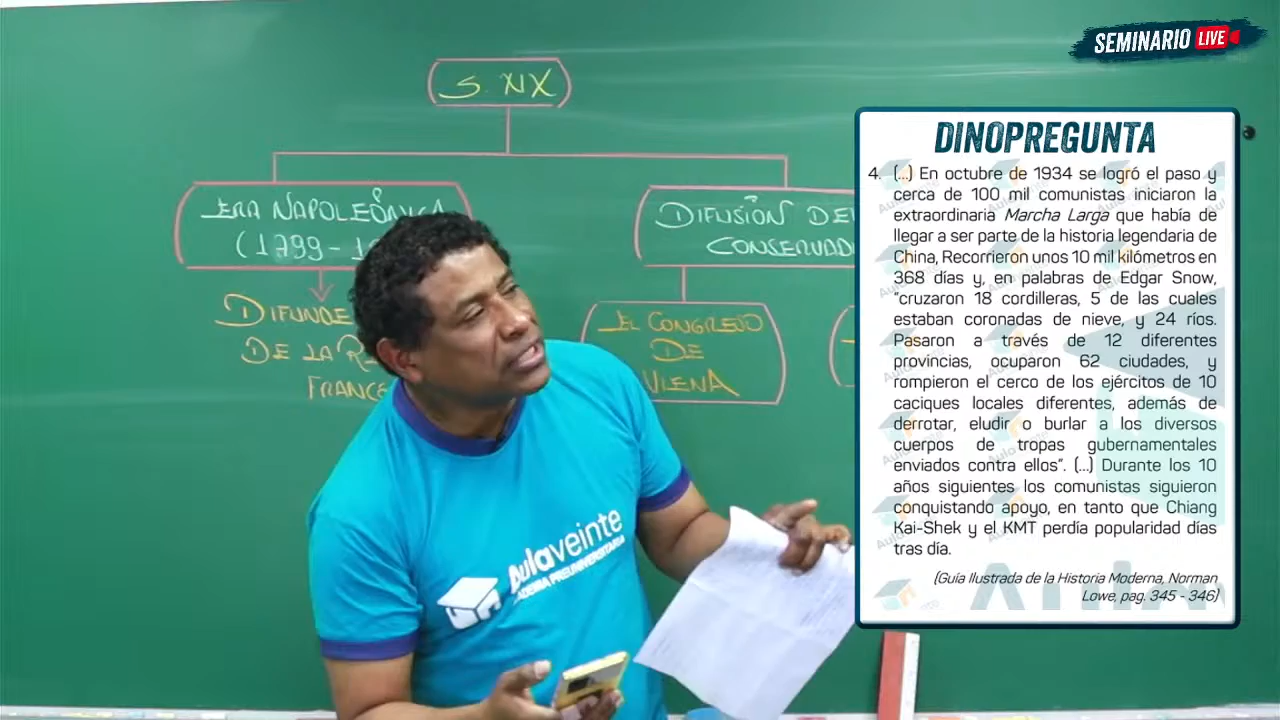 SEMINARIO LIVE
S. XIX
ERA NAPOLEÓNICA
(1799-1
DIFUNDE
DE LA R
FRANCE
DIFUSIÓN DE
CONSERVAD
EL CONGRESO
DE
VIENA
Aulaveinte
ACADEMIA PREUNIVERSITARIA
DINOPREGUNTA
4. (...) En octubre de 1934 se logró el paso y
cerca de 100 mil comunistas iniciaron la
extraordinaria Marcha Larga que había de
llegar a ser parte de la historia legendaria de
China, Recorrieron unos 10 mil kilómetros en
368 días y, en palabras de Edgar Snow,
"cruzaron 18 cordilleras, 5 de las cuales
estaban coronadas de nieve, y 24 ríos.
Pasaron a través de 12 diferentes
provincias, ocuparon 62 ciudades, y
rompieron el cerco de los ejércitos de 10
caciques locales diferentes, además de
derrotar, eludir o burlar a los diversos
cuerpos de tropas gubernamentales
enviados contra ellos". (...) Durante los 10
años siguientes los comunistas siguieron
conquistando apoyo, en tanto que Chiang
Kai-Shek y el KMT perdía popularidad días
tras día.
(Guía Ilustrada de la Historia Moderna, Norman
Lowe, pag. 345 - 346)